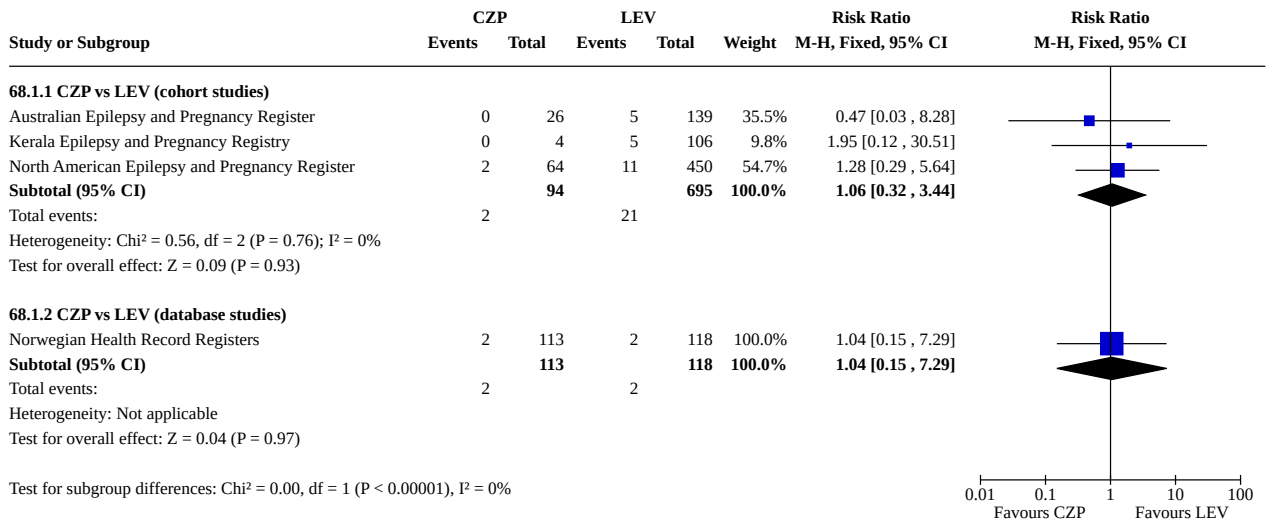 CZP LEV Risk Ratio Risk Ratio
Study or Subgroup Events Total Events Total Weight M-H, Fixed, 95% CI M-H, Fixed, 95% CI
68.1.1 CZP vs LEV (cohort studies)
Australian Epilepsy and Pregnancy Register 0 26 5 139 35.5% 0.47 [0.03 , 8.28]
Kerala Epilepsy and Pregnancy Registry 0 4 5 106 9.8% 1.95 [0.12 , 30.51]
North American Epilepsy and Pregnancy Register 2 64 11 450 54.7% 1.28 [0.29 , 5.64]
Subtotal (95% CI) 94 695 100.0% 1.06 [0.32 , 3.44]
Total events: 2 21
Heterogeneity: Chi² = 0.56, df = 2 (P = 0.76); I² = 0%
Test for overall effect: Z = 0.09 (P = 0.93)
68.1.2 CZP vs LEV (database studies)
Norwegian Health Record Registers 2 113 2 118 100.0% 1.04 [0.15 , 7.29]
Subtotal (95% CI) 113 118 100.0% 1.04 [0.15 , 7.29]
Total events: 2 2
Heterogeneity: Not applicable
Test for overall effect: Z = 0.04 (P = 0.97)
Test for subgroup differences: Chi² = 0.00, df = 1 (P < 0.00001), I² = 0%
0.01 0.1 1 10 100
Favours CZP Favours LEV